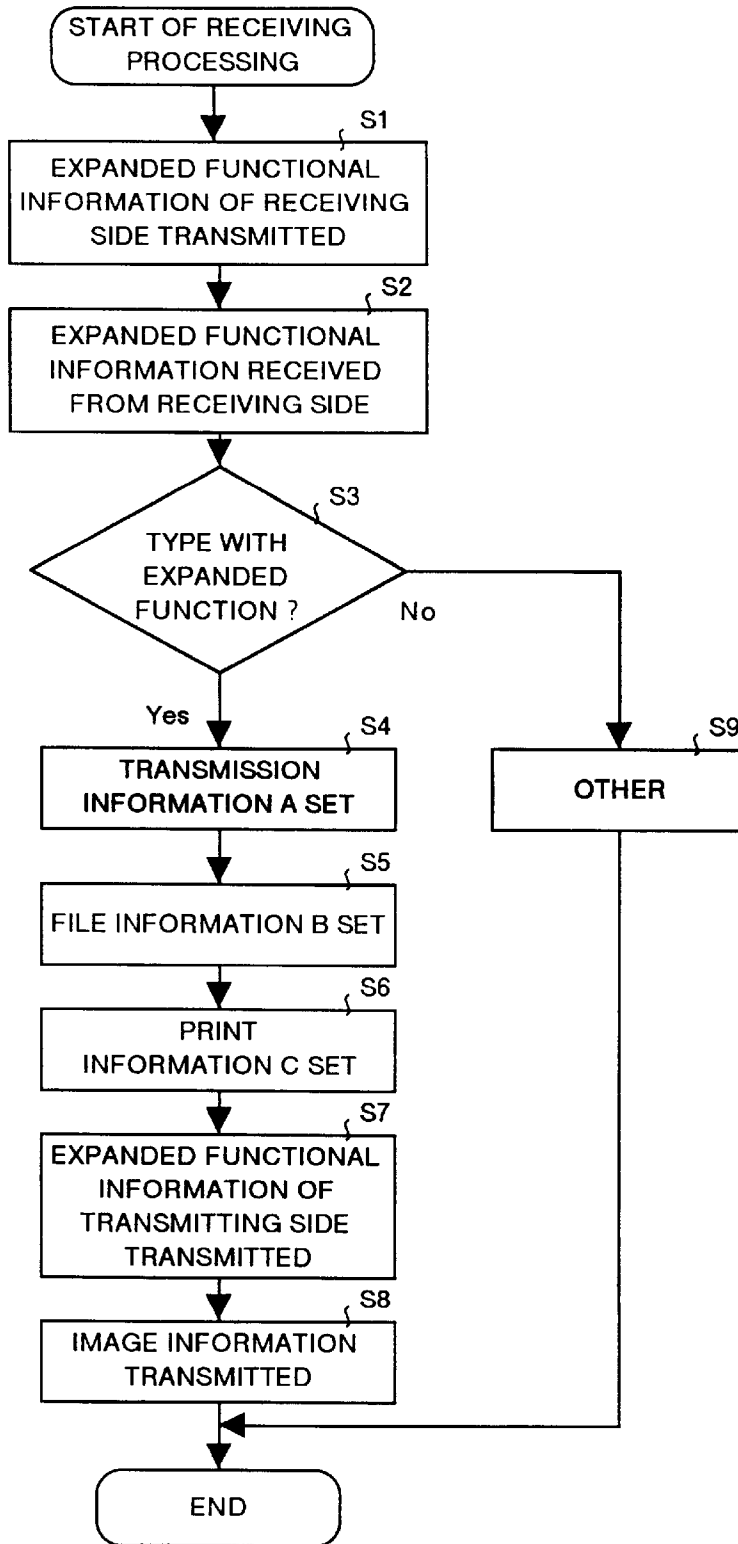 START OF RECEIVING
PROCESSING
S1
EXPANDED FUNCTIONAL
INFORMATION OF RECEIVING
SIDE TRANSMITTED
S2
EXPANDED FUNCTIONAL
INFORMATION RECEIVED
FROM RECEIVING SIDE
S3
TYPE WITH
EXPANDED
FUNCTION ?
No
Yes
S4
TRANSMISSION
INFORMATION A SET
S9
OTHER
S5
FILE INFORMATION B SET
S6
PRINT
INFORMATION C SET
S7
EXPANDED FUNCTIONAL
INFORMATION OF
TRANSMITTING SIDE
TRANSMITTED
S8
IMAGE INFORMATION
TRANSMITTED
END